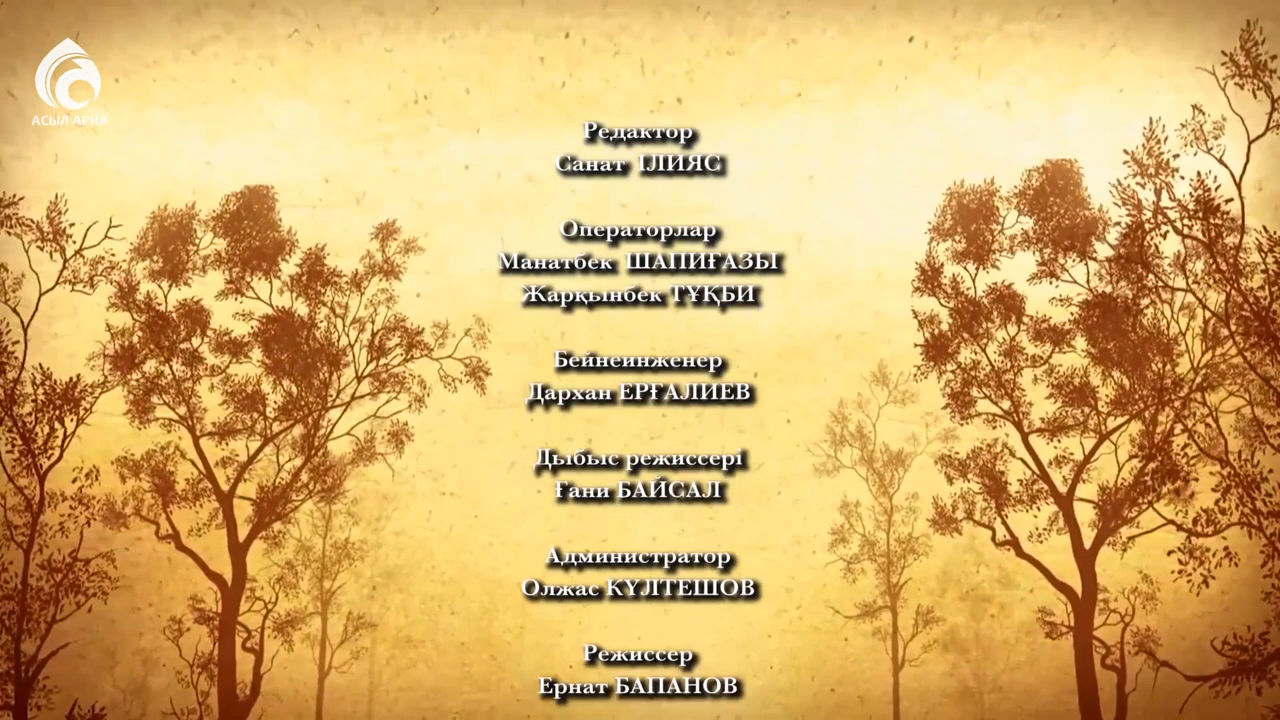 АСЫЛ АРНА
Редактор
Санат ІЛИЯС
Операторлар
Манатбек ШАПИҒАЗЫ
Жарқынбек ТҰҚБИ
Бейнеинженер
Дархан ЕРҒАЛИЕВ
Дыбыс режиссері
Ғани БАЙСАЛ
Администратор
Олжас КҮЛТЕШОВ
Режиссер
Ернат БАПАНОВ